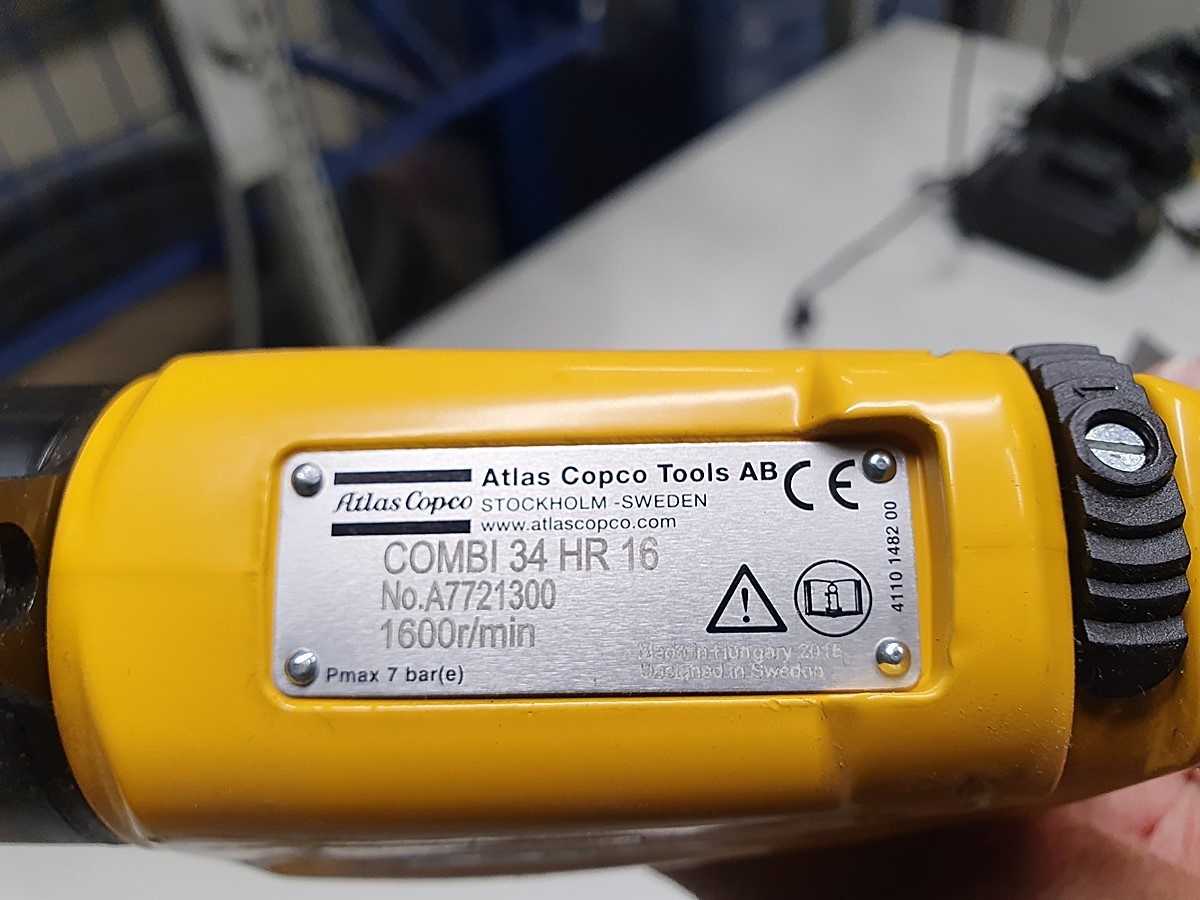 Atlas Copco
Atlas Copco Tools AB
STOCKHOLM -SWEDEN
www.atlascopco.com
CE
COMBI 34 HR 16
No.A7721300
1600r/min
Pmax 7 bar(e)
Made in Hungary
Designed in Sweden
4110 1482 00
1